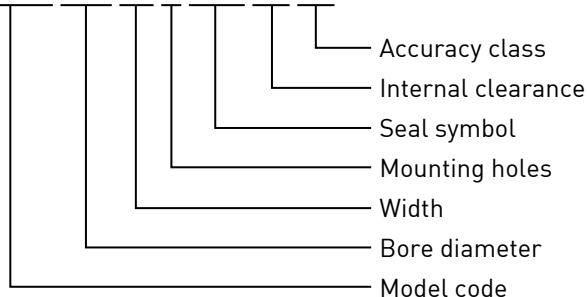 Accuracy class
Internal clearance
Seal symbol
Mounting holes
Width
Bore diameter
Model code